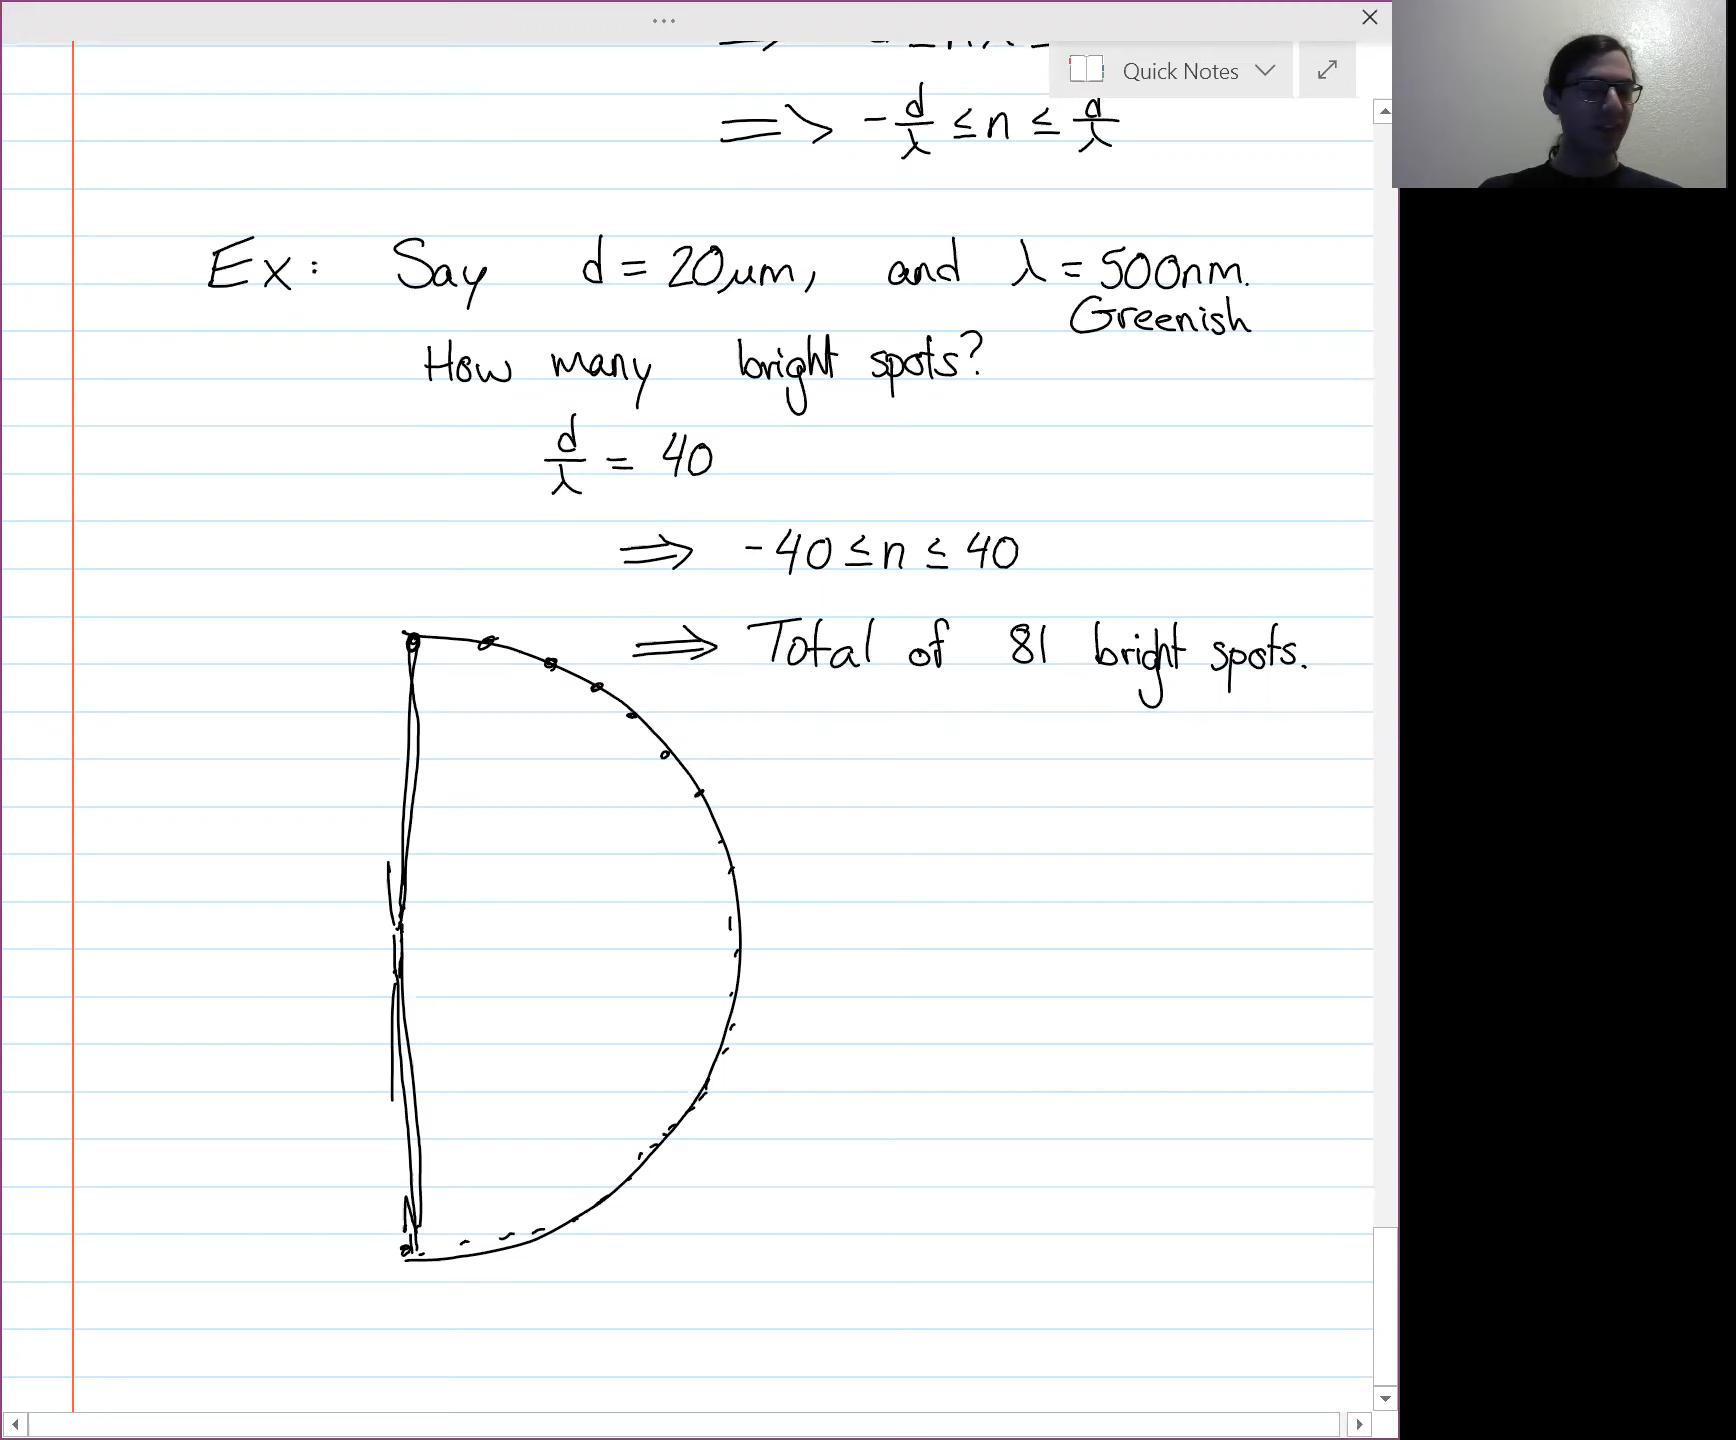 Quick Notes
=> -d/λ ≤ n ≤ d/λ
Ex: Say d = 20μm, and λ = 500nm.
Greenish
How many bright spots?
d/λ = 40
=> -40 ≤ n ≤ 40
=> Total of 81 bright spots.